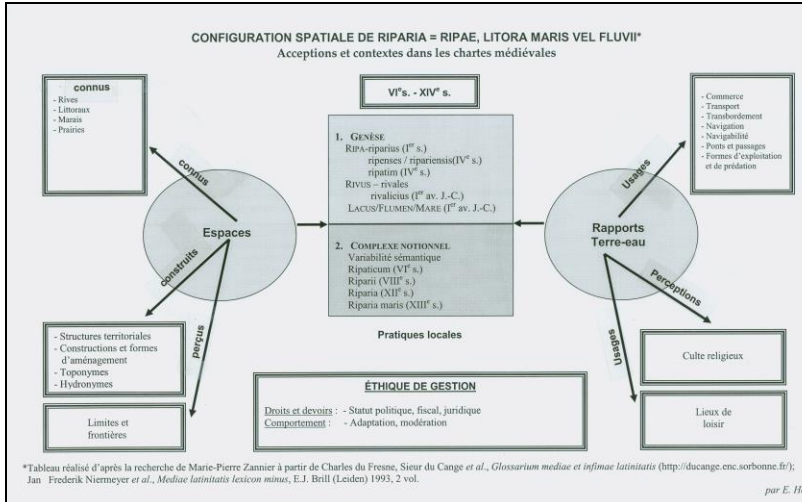 CONFIGURATION SPATIALE DE RIPARIA = RIPAE, LITORA MARIS VEL FLUVII*
Acceptions et contextes dans les chartes médiévales
connus
- Rives
- Littoraux
- Marais
- Prairies
VIe s. - XIVe s.
- Commerce
- Transport
- Transbordement
- Navigation
- Navigabilité
- Ponts et passages
- Formes d'exploitation
et de prédation
1. GENÈSE
RIPA-riparius (Ier s.)
ripenses / ripariensis(IVe s.)
ripatim (IVe s.)
RIVUS – rivales
rivalicius (Ier av. J.-C.)
LACUS/FLUMEN/MARE (Ier av. J.-C.)
connus
Usages
Espaces
Rapports
Terre-eau
2. COMPLEXE NOTIONNEL
Variabilité sémantique
Ripaticum (VIe s.)
Riparii (VIIIe s.)
Riparia (XIIe s.)
Riparia maris (XIIIe s.)
construits
perçus
Perceptions
Usages
Pratiques locales
- Structures territoriales
- Constructions et formes
d'aménagement
- Toponymes
- Hydronymes
Culte religieux
Limites et
frontières
ÉTHIQUE DE GESTION
Droits et devoirs : - Statut politique, fiscal, juridique
Comportement : - Adaptation, modération
Lieux de
loisir
*Tableau réalisé d'après la recherche de Marie-Pierre Zannier à partir de Charles du Fresne, Sieur du Cange et al., Glossarium mediae et infimae latinitatis (http://ducange.enc.sorbonne.fr/);
Jan Frederik Niermeyer et al., Mediae latinitatis lexicon minus, E.J. Brill (Leiden) 1993, 2 vol.
par E. H